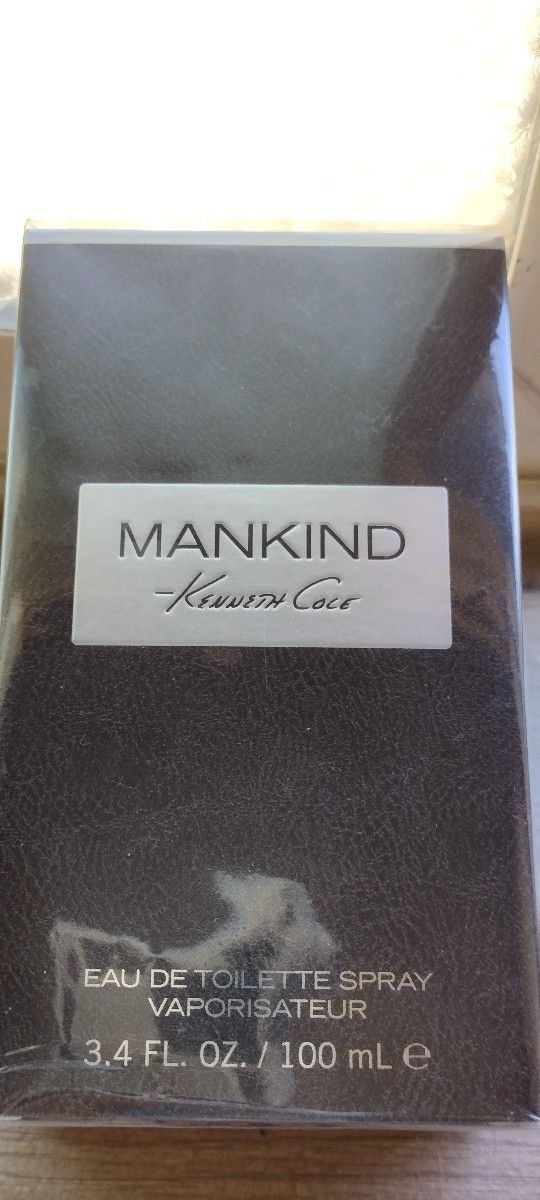 MANKIND
-Kenneth Cole
EAU DE TOILETTE SPRAY
VAPORISATEUR
3.4 FL. OZ. / 100 mL ℮